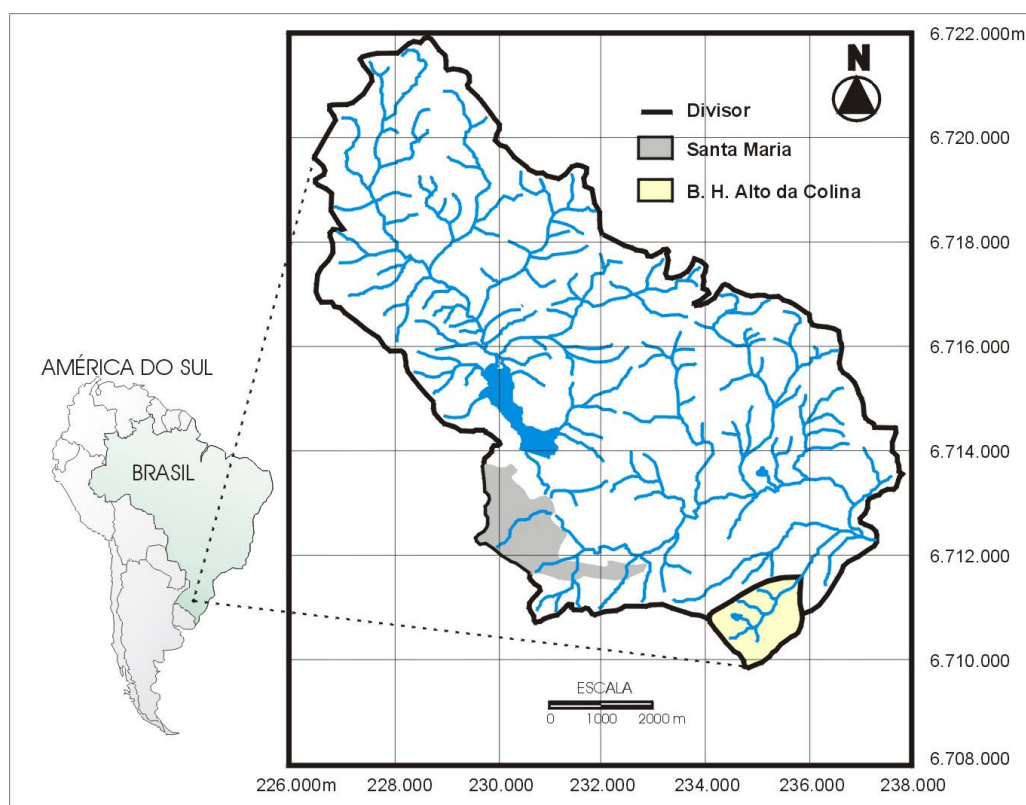 6.722.000m
N
Divisor
6.720.000
Santa Maria
B. H. Alto da Colina
6.718.000
6.716.000
AMÉRICA DO SUL
BRASIL
6.714.000
6.712.000
6.710.000
ESCALA
0 1000 2000 m
6.708.000
226.000m 228.000 230.000 232.000 234.000 236.000 238.000